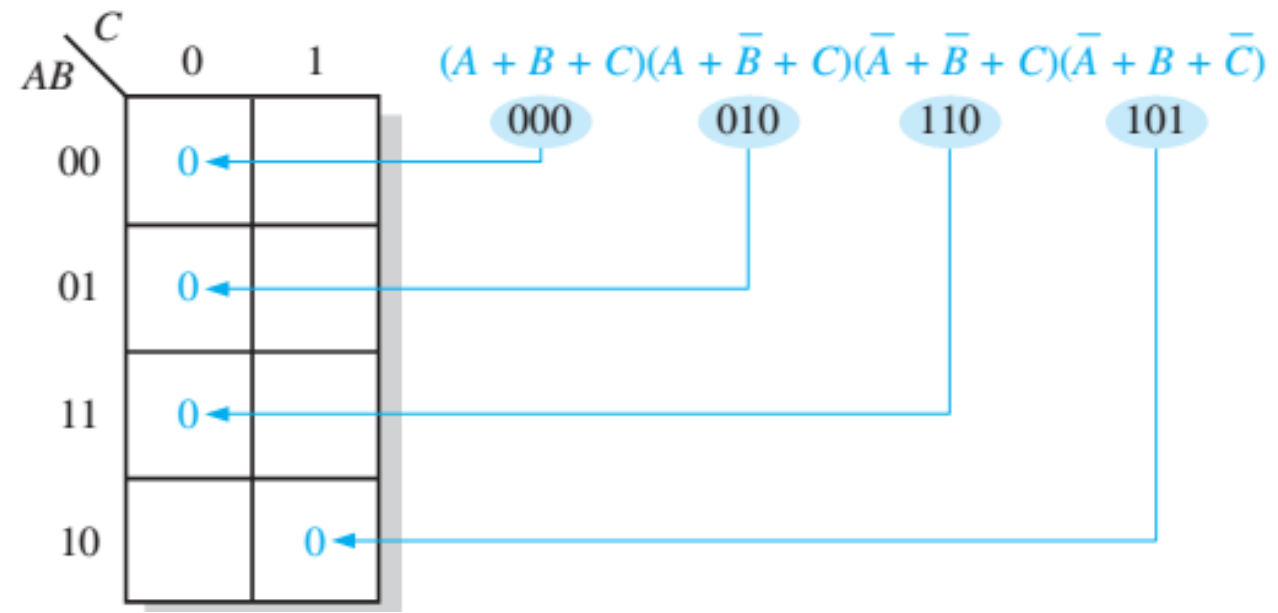 C
AB 0 1 (A + B + C)(A + B̅ + C)(A̅ + B̅ + C)(A̅ + B + C̅)
000 010 110 101
00 0
01 0
11 0
10 0